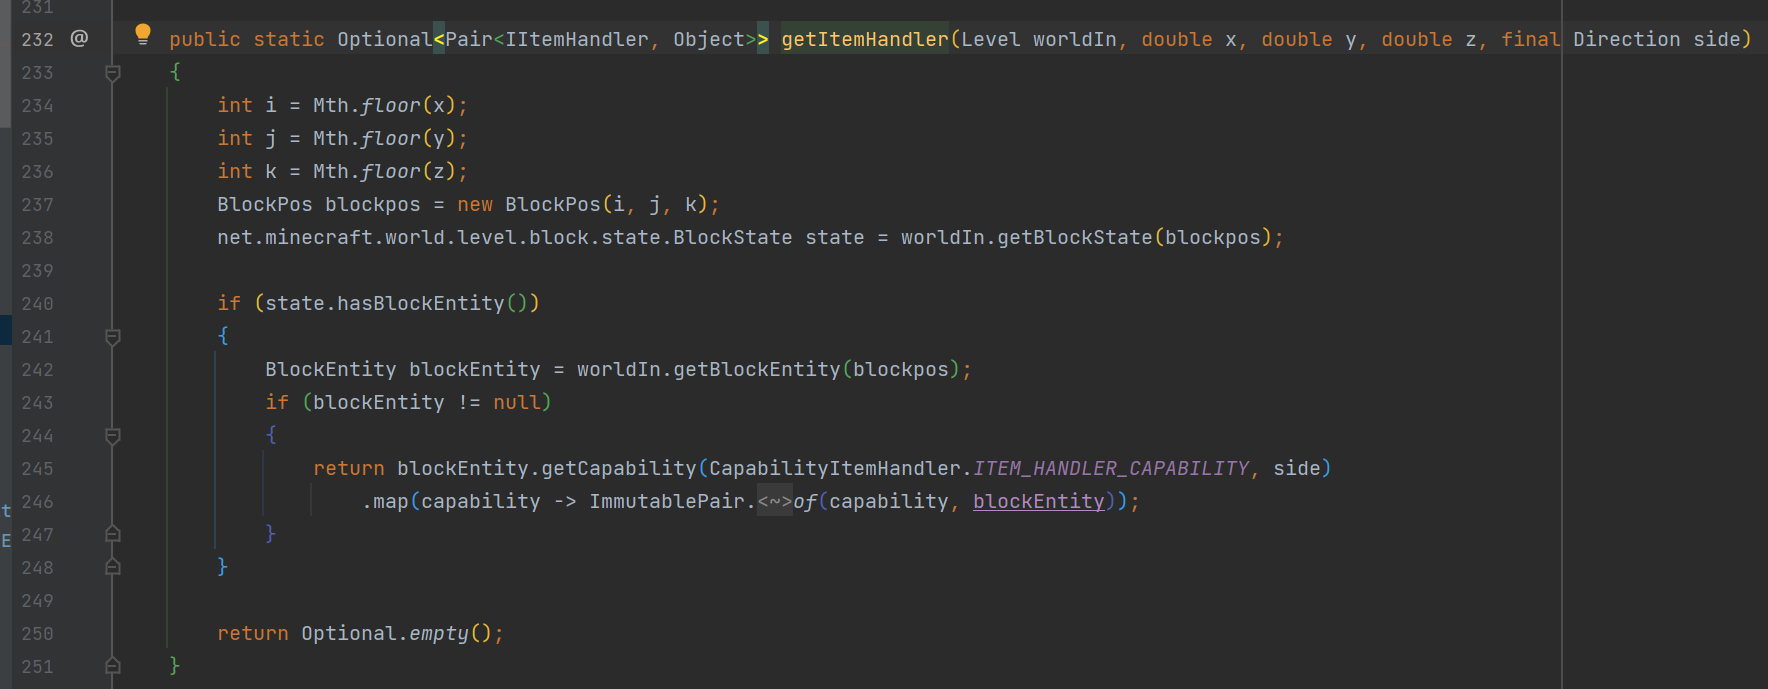 231
232 @ public static Optional<Pair<IItemHandler, Object>> getItemHandler(Level worldIn, double x, double y, double z, final Direction side)
233 {
234 int i = Mth.floor(x);
235 int j = Mth.floor(y);
236 int k = Mth.floor(z);
237 BlockPos blockpos = new BlockPos(i, j, k);
238 net.minecraft.world.level.block.state.BlockState state = worldIn.getBlockState(blockpos);
239
240 if (state.hasBlockEntity())
241 {
242 BlockEntity blockEntity = worldIn.getBlockEntity(blockpos);
243 if (blockEntity != null)
244 {
245 return blockEntity.getCapability(CapabilityItemHandler.ITEM_HANDLER_CAPABILITY, side)
t 246 .map(capability -> ImmutablePair.<~>of(capability, blockEntity));
E 247 }
248 }
249
250 return Optional.empty();
251 }